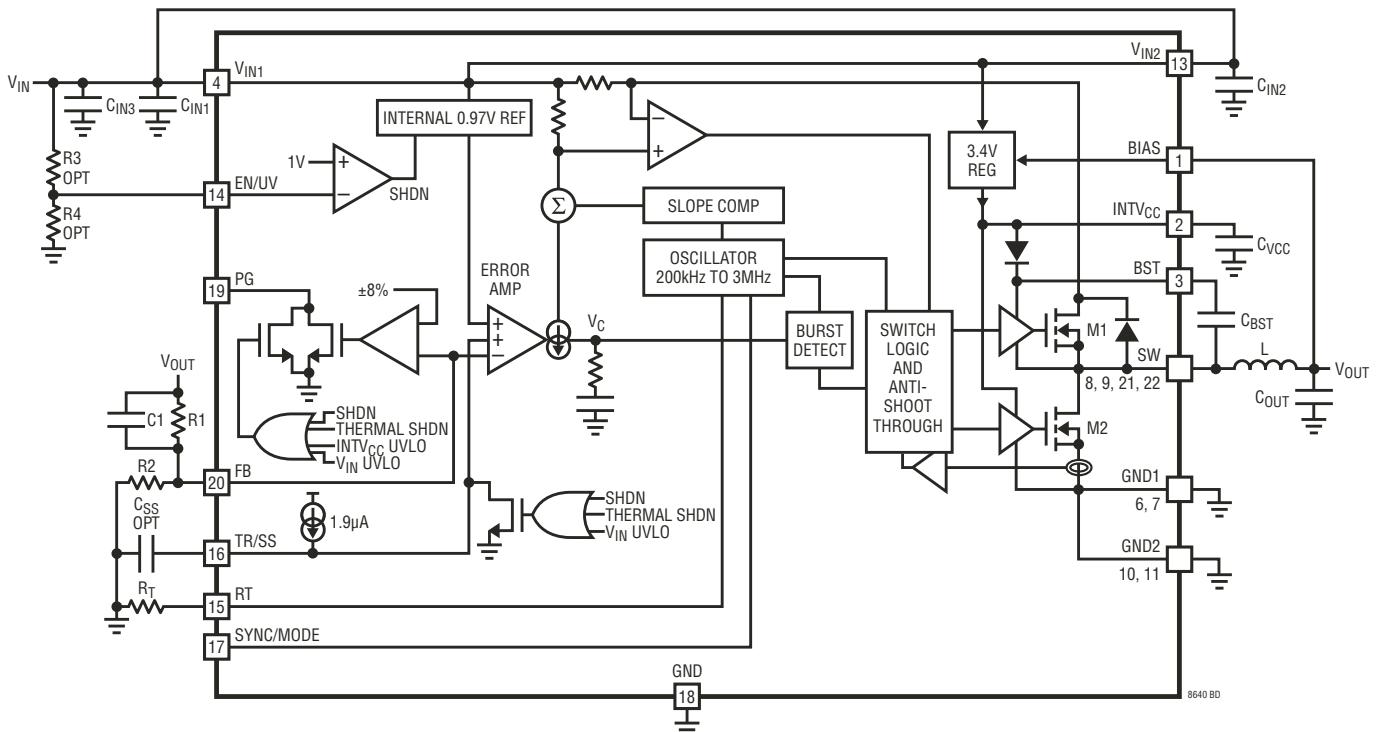 VIN
CIN3
CIN1
R3
OPT
R4
OPT
4
VIN1
INTERNAL 0.97V REF
1V
+
–
SHDN
14
EN/UV
VIN2
13
CIN2
–
+
3.4V
REG
BIAS
1
Σ
SLOPE COMP
OSCILLATOR
200kHz TO 3MHz
INTVCC
2
CVCC
BST
3
CBST
19
PG
±8%
ERROR
AMP
+
+
–
VC
BURST
DETECT
SWITCH
LOGIC
AND
ANTI-
SHOOT
THROUGH
M1
SW
8, 9, 21, 22
L
VOUT
COUT
M2
VOUT
C1
R1
SHDN
THERMAL SHDN
INTVCC UVLO
VIN UVLO
R2
20
FB
GND1
6, 7
CSS
OPT
1.9µA
SHDN
THERMAL SHDN
VIN UVLO
16
TR/SS
GND2
10, 11
RT
15
RT
17
SYNC/MODE
GND
18
8640 BD